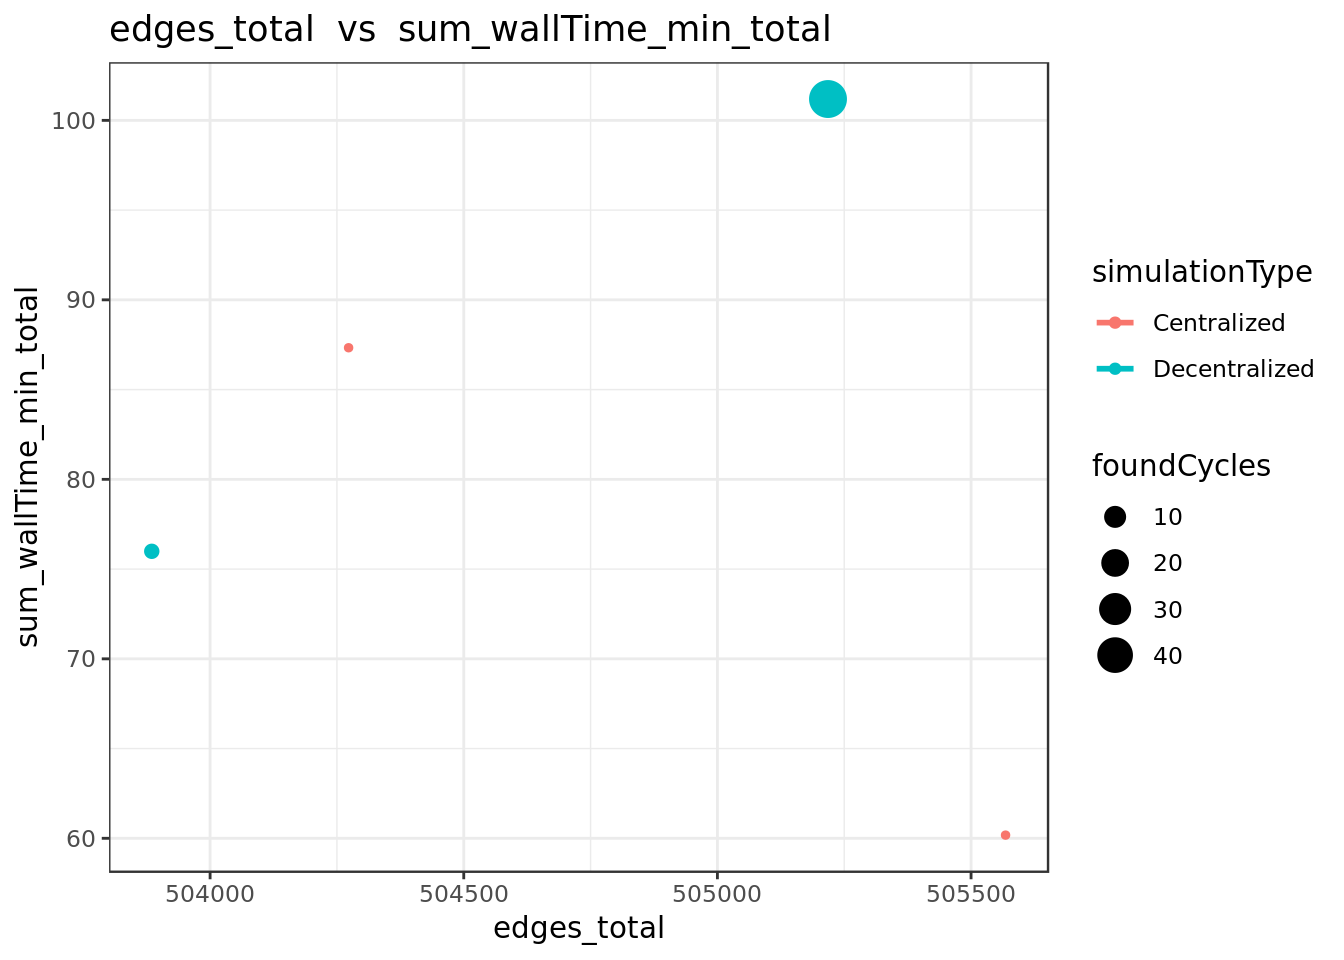 edges_total vs sum_wallTime_min_total
sum_wallTime_min_total
100
90
80
70
60
504000 504500 505000 505500
edges_total
simulationType
Centralized
Decentralized
foundCycles
10
20
30
40